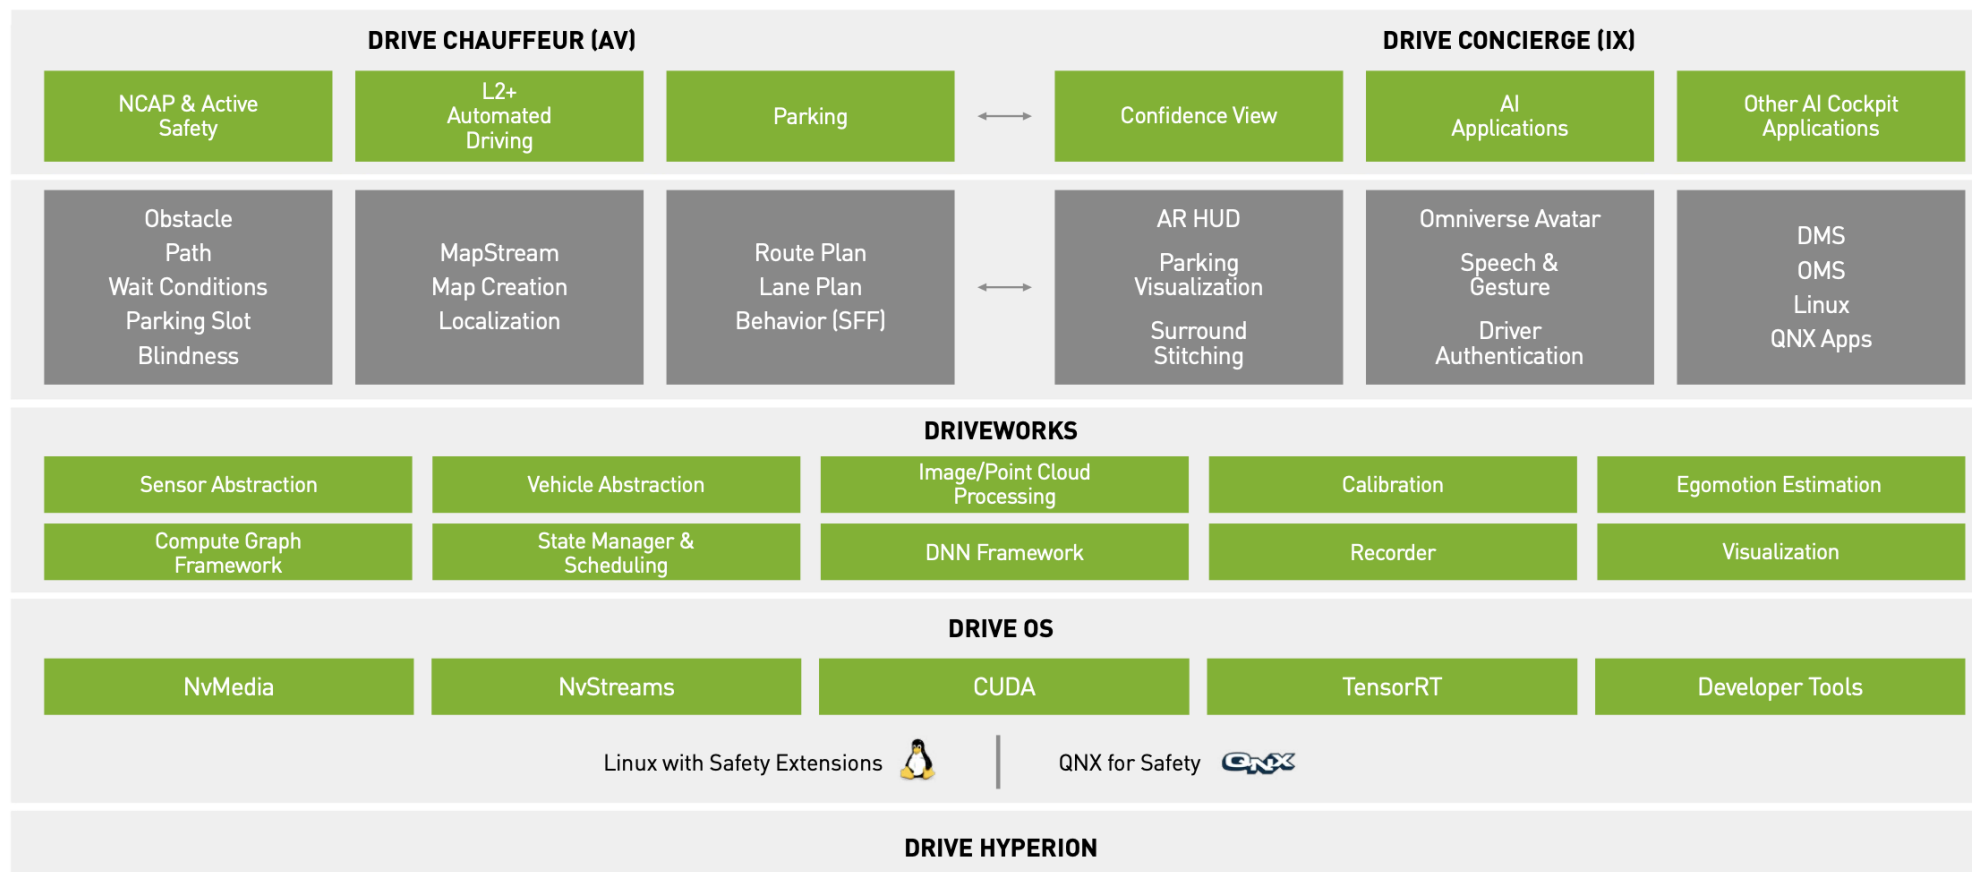 DRIVE CHAUFFEUR (AV)
DRIVE CONCIERGE (IX)
NCAP & Active
Safety
L2+
Automated
Driving
Parking
Confidence View
AI
Applications
Other AI Cockpit
Applications
Obstacle
Path
Wait Conditions
Parking Slot
Blindness
MapStream
Map Creation
Localization
Route Plan
Lane Plan
Behavior (SFF)
AR HUD
Parking
Visualization
Surround
Stitching
Omniverse Avatar
Speech &
Gesture
Driver
Authentication
DMS
OMS
Linux
QNX Apps
DRIVEWORKS
Sensor Abstraction
Vehicle Abstraction
Image/Point Cloud
Processing
Calibration
Egomotion Estimation
Compute Graph
Framework
State Manager &
Scheduling
DNN Framework
Recorder
Visualization
DRIVE OS
NvMedia
NvStreams
CUDA
TensorRT
Developer Tools
Linux with Safety Extensions
QNX for Safety
QNX
DRIVE HYPERION